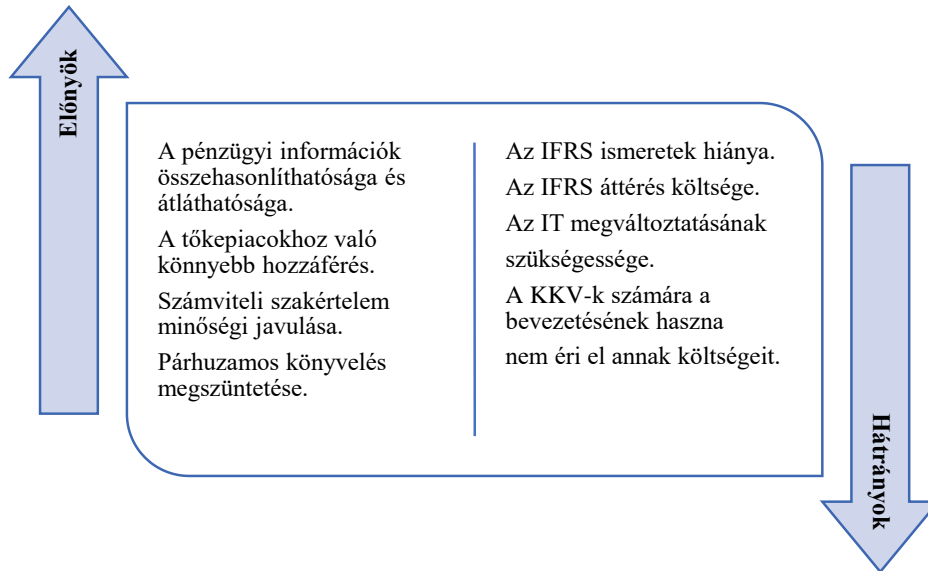 Előnyök
A pénzügyi információk
összehasonlíthatósága és
átláthatósága.
A tőkepiacokhoz való
könnyebb hozzáférés.
Számviteli szakértelem
minőségi javulása.
Párhuzamos könyvelés
megszüntetése.
Az IFRS ismeretek hiánya.
Az IFRS áttérés költsége.
Az IT megváltoztatásának
szükségessége.
A KKV-k számára a
bevezetésének haszna
nem éri el annak költségeit.
Hátrányok